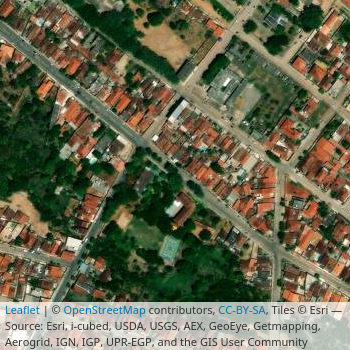 Leaflet | © OpenStreetMap contributors, CC-BY-SA, Tiles © Esri —
Source: Esri, i-cubed, USDA, USGS, AEX, GeoEye, Getmapping,
Aerogrid, IGN, IGP, UPR-EGP, and the GIS User Community